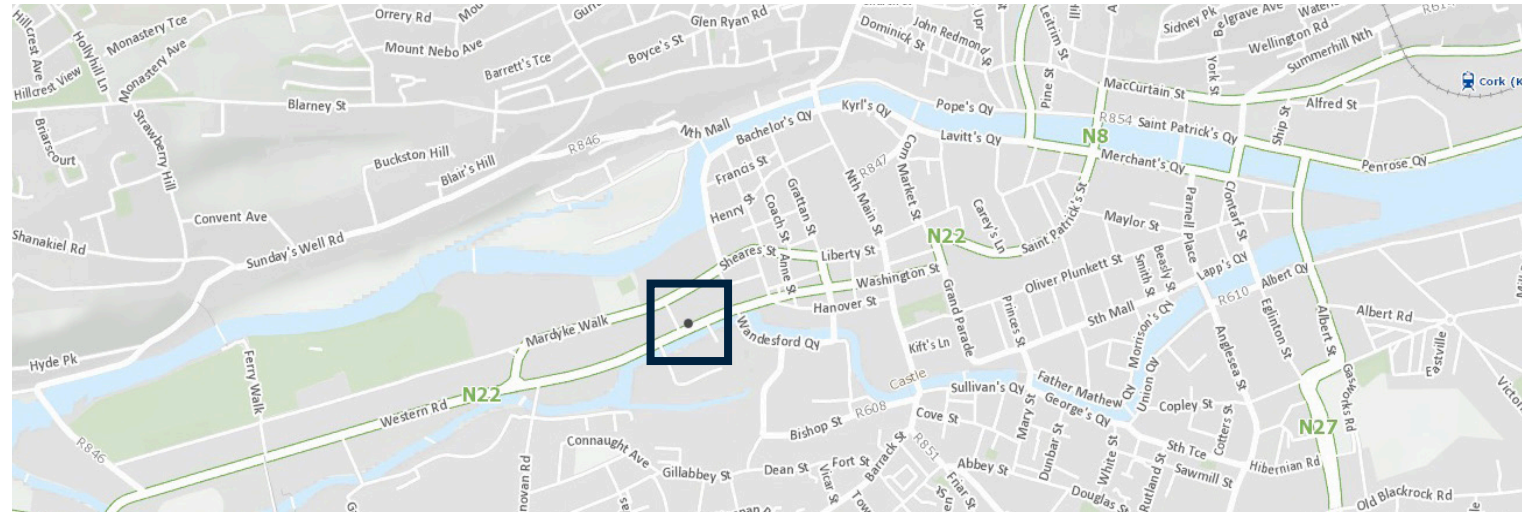 Monastery Tce
Orrery Rd
Glen Ryan Rd
John Redmond St
Upr
Leitrim St
Sidney Pk
Belgrave Ave
Hillcrest Ave
Hollyhill Ln
Monastery Ave
Mount Nebo Ave
Boyce's St
Dominick St
Wellington Rd
Summerhill Nth
Hillcrest View
Barrett's Tce
York St
Cork (K
MacCurtain St
Blarney St
Pine St
Alfred St
Kyrl's Qy
Pope's Qy
R854
Saint Patrick's Qy
Ship St
Briarscourt
Strawberry Hill
Nth Mall
Bachelor's Qy
Lavitt's Qy
N8
Merchant's Qy
Penrose Qy
R846
Buckston Hill
Blair's Hill
R847
Corn Market St
Francis St
Grattan St
Nth Main St
Parnell Place
Clontarf St
Convent Ave
Henry St
Coach St
Carey's Ln
Saint Patrick's St
Maylor St
Shanakiel Rd
Sunday's Well Rd
N22
Sheares St
Anne St
Liberty St
Beasly St
Smith St
Lapp's Qy
Albert Qy
Washington St
Oliver Plunkett St
R610
Hanover St
Grand Parade
Princes St
Sth Mall
Morrison's Qy
Albert Rd
Mardyke Walk
Wandesford Qy
Eglinton St
Albert St
Eastville
Hyde Pk
Ferry Walk
Kift's Ln
Anglesea St
Castle
Sullivan's Qy
Father Mathew Qy
Union Qy
Gasworks Rd
N22
Western Rd
George's Qy
Copley St
R846
R608
Bishop St
Cove St
Mary St
Cotters St
N27
Connaught Ave
R851
Barrack St
Dunbar St
White St
Sth Tce
Gillabbey St
Dean St
Fort St
Vicar St
Abbey St
Friar St
Sawmill St
Hibernian Rd
Douglas St
Rutland St
Old Blackrock Rd